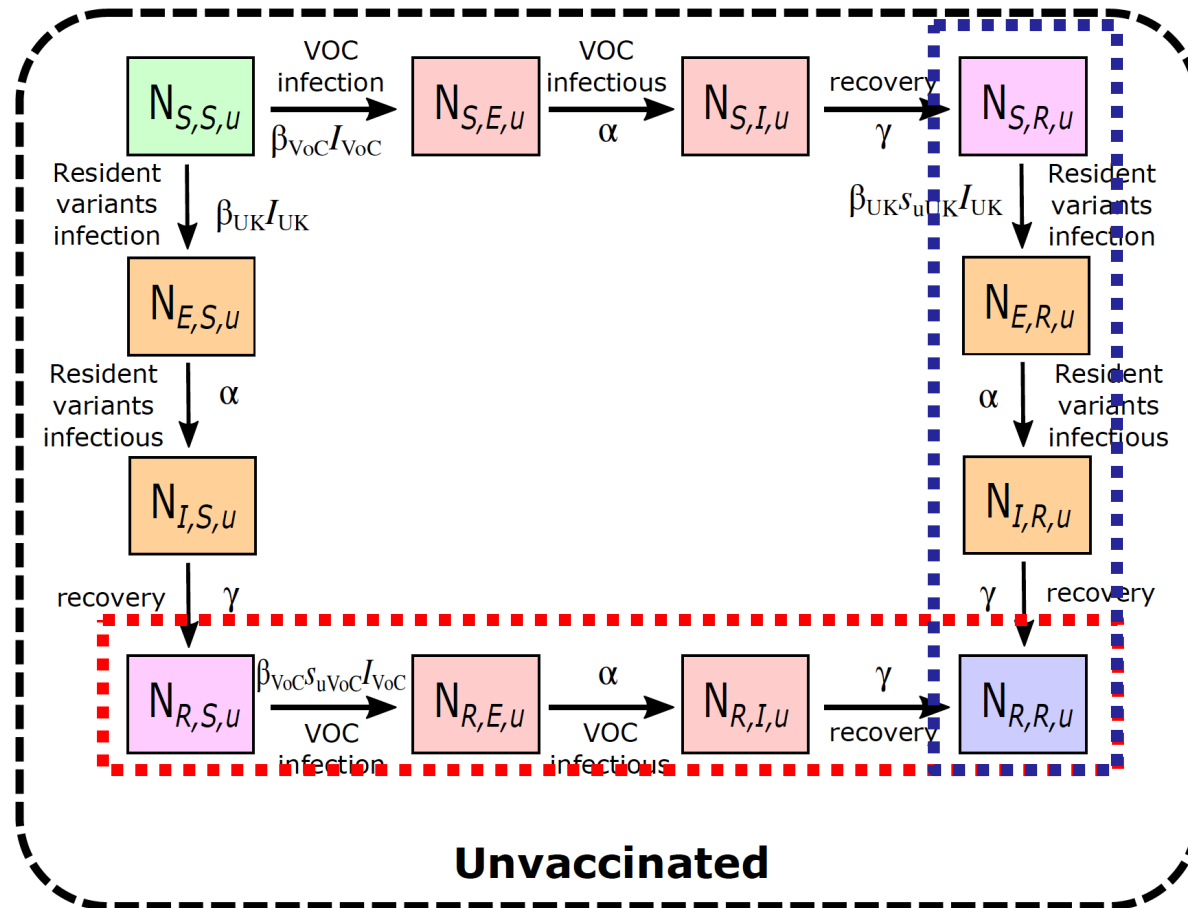 VOC
infection
VOC
infectious
recovery
N_{S,S,u}
N_{S,E,u}
N_{S,I,u}
N_{S,R,u}
β_{VoC}I_{VoC}
α
γ
Resident
variants
infection
β_{UK}I_{UK}
β_{UK}s_{uUK}I_{UK}
Resident
variants
infection
N_{E,S,u}
N_{E,R,u}
Resident
variants
infectious
α
α
Resident
variants
infectious
N_{I,S,u}
N_{I,R,u}
recovery
γ
γ
recovery
N_{R,S,u}
β_{VoC}s_{uVoC}I_{VoC}
VOC
infection
N_{R,E,u}
α
VOC
infectious
N_{R,I,u}
γ
recovery
N_{R,R,u}
Unvaccinated